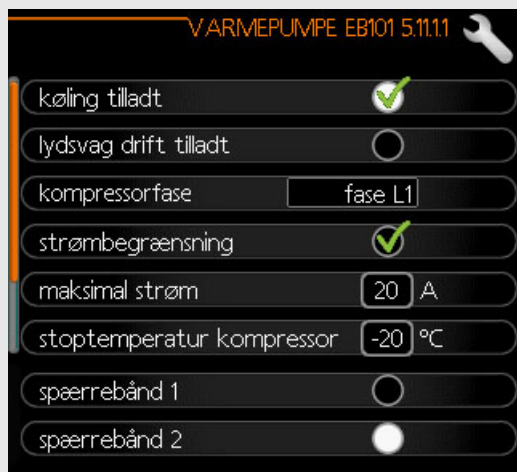 VARMEPUMPE EB101 5.11.1.1
køling tilladt
lydsvag drift tilladt
kompressorfase fase L1
strømbegrænsning
maksimal strøm 20 A
stoptemperatur kompressor -20 °C
spærrebånd 1
spærrebånd 2